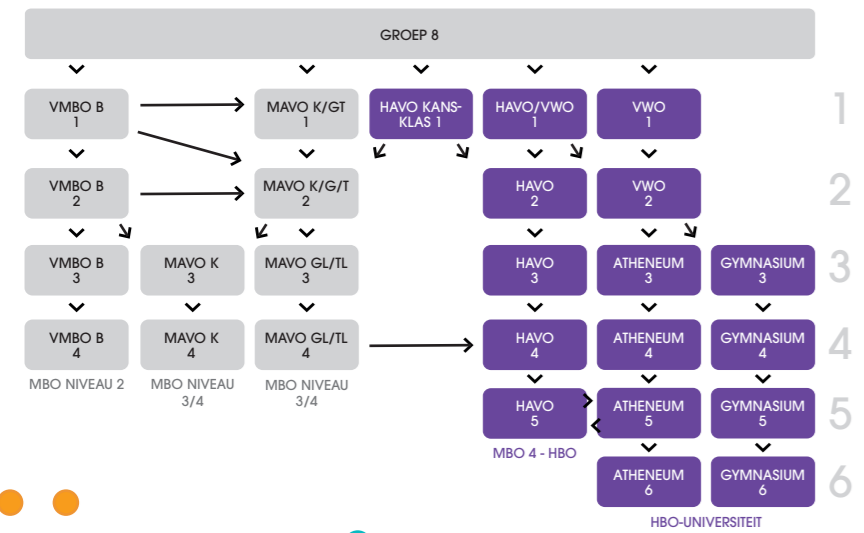 GROEP 8
VMBO B
1
MAVO K/GT
1
HAVO KANS-
KLAS 1
HAVO/VWO
1
VWO
1
1
VMBO B
2
MAVO K/G/T
2
HAVO
2
VWO
2
2
VMBO B
3
MAVO K
3
MAVO GL/TL
3
HAVO
3
ATHENEUM
3
GYMNASIUM
3
3
VMBO B
4
MAVO K
4
MAVO GL/TL
4
HAVO
4
ATHENEUM
4
GYMNASIUM
4
4
MBO NIVEAU 2
MBO NIVEAU
3/4
MBO NIVEAU
3/4
HAVO
5
ATHENEUM
5
GYMNASIUM
5
5
MBO 4 - HBO
ATHENEUM
6
GYMNASIUM
6
6
HBO-UNIVERSITEIT